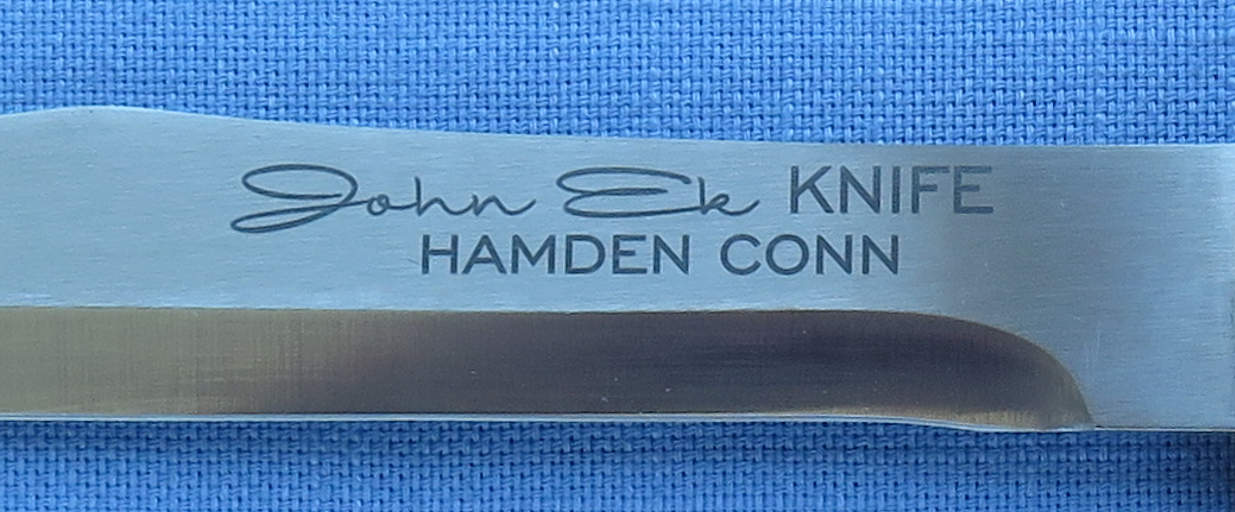 John Ek KNIFE
HAMDEN CONN